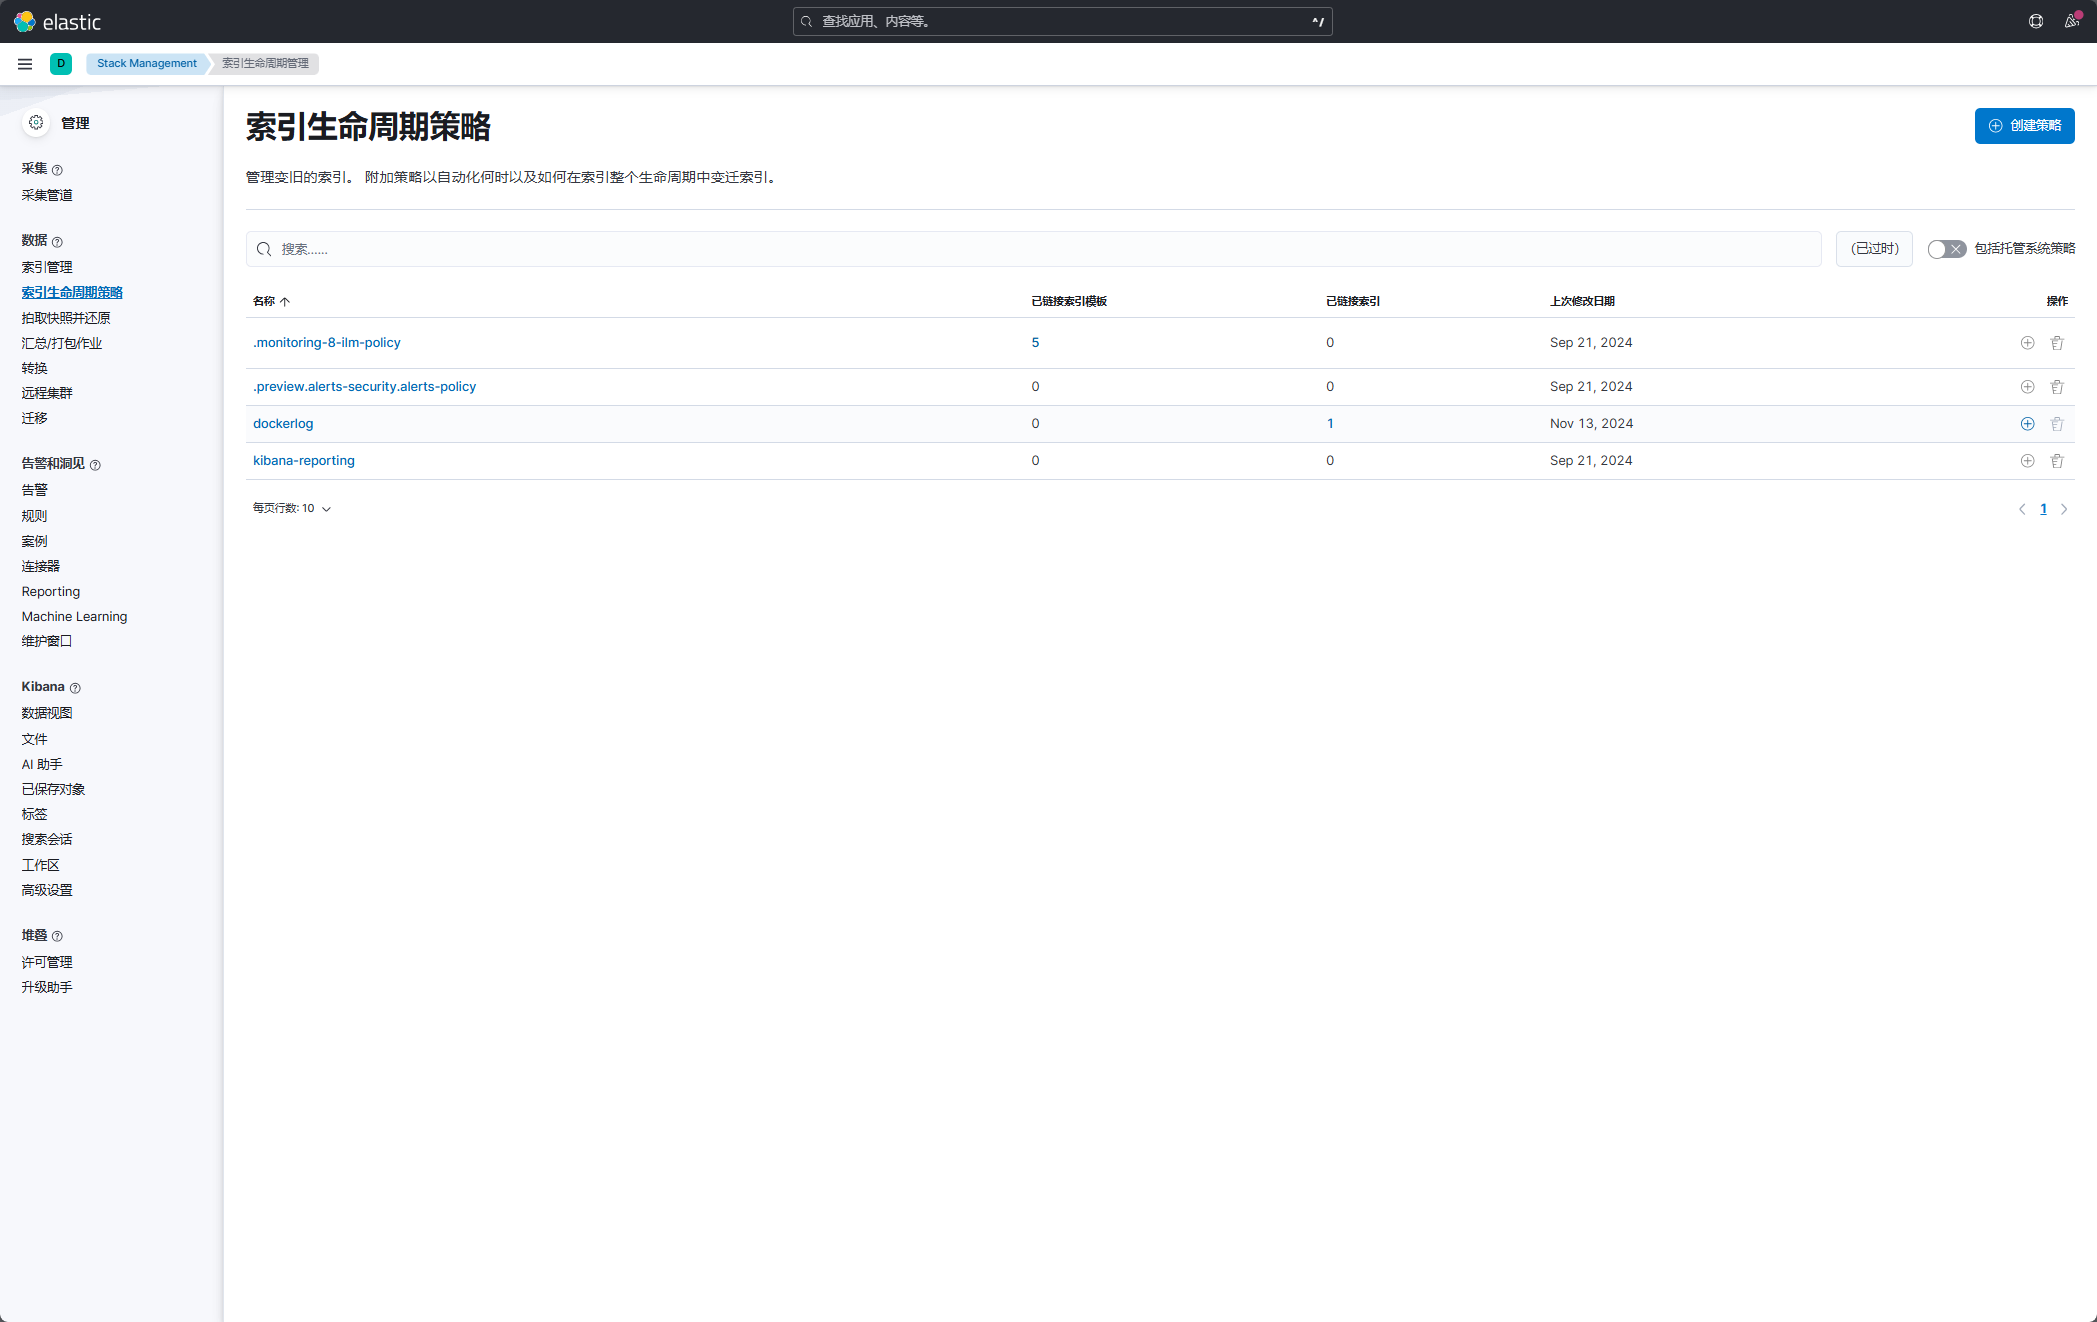 elastic
查找应用、内容等。
^/
D
Stack Management
索引生命周期管理
管理
采集
采集管道
数据
索引管理
索引生命周期策略
拍取快照并还原
汇总/打包作业
转换
远程集群
迁移
告警和洞见
告警
规则
案例
连接器
Reporting
Machine Learning
维护窗口
Kibana
数据视图
文件
AI 助手
已保存对象
标签
搜索会话
工作区
高级设置
堆叠
许可管理
升级助手
索引生命周期策略
创建策略
管理变旧的索引。 附加策略以自动化何时以及如何在索引整个生命周期中变迁索引。
搜索......
（已过时）
包括托管系统策略
名称 已链接索引模板 已链接索引 上次修改日期 操作
.monitoring-8-ilm-policy 5 0 Sep 21, 2024
.preview.alerts-security.alerts-policy 0 0 Sep 21, 2024
dockerlog 0 1 Nov 13, 2024
kibana-reporting 0 0 Sep 21, 2024
每页行数: 10
1